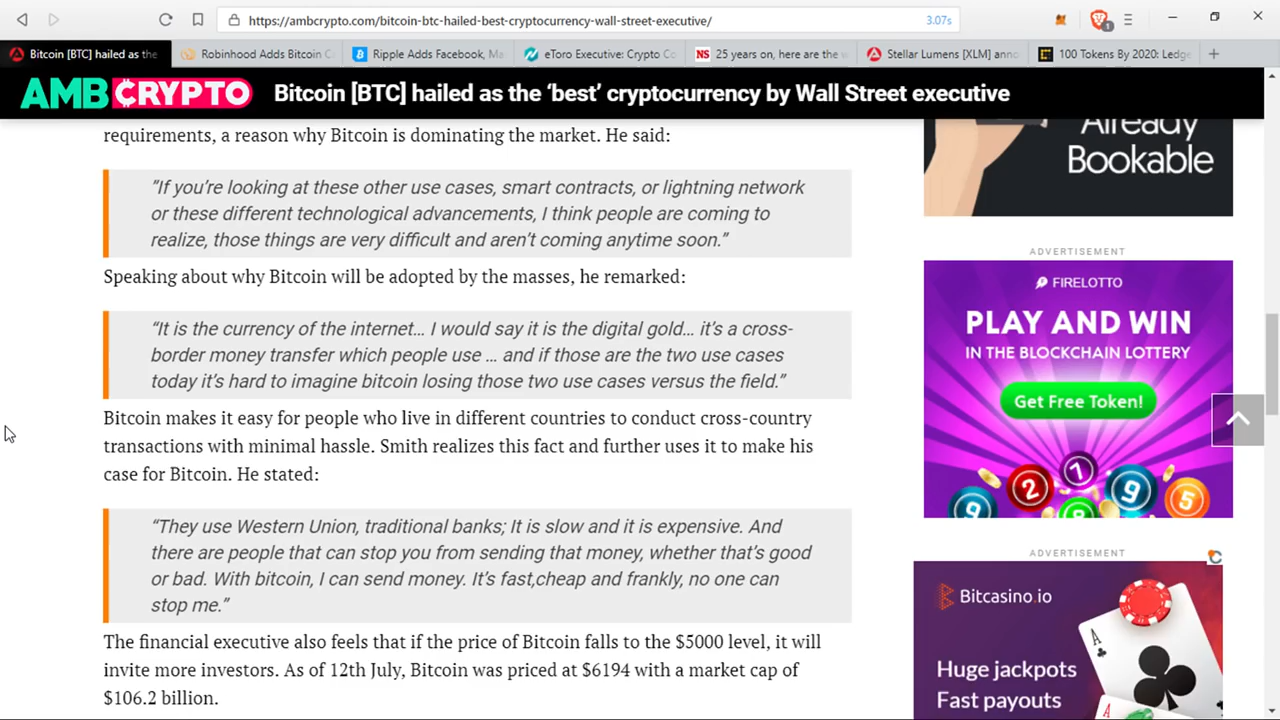 https://ambcrypto.com/bitcoin-btc-hailed-best-cryptocurrency-wall-street-executive/
3.07s
1
Bitcoin [BTC] hailed as the
Robinhood Adds Bitcoin C
Ripple Adds Facebook, Ma
eToro Executive: Crypto Co
NS 25 years on, here are the w
Stellar Lumens [XLM] anno
100 Tokens By 2020: Ledge
AMBCRYPTO
Bitcoin [BTC] hailed as the ‘best’ cryptocurrency by Wall Street executive
requirements, a reason why Bitcoin is dominating the market. He said:
“If you’re looking at these other use cases, smart contracts, or lightning network
or these different technological advancements, I think people are coming to
realize, those things are very difficult and aren’t coming anytime soon.”
Speaking about why Bitcoin will be adopted by the masses, he remarked:
“It is the currency of the internet… I would say it is the digital gold… it’s a cross-
border money transfer which people use … and if those are the two use cases
today it’s hard to imagine bitcoin losing those two use cases versus the field.”
Bitcoin makes it easy for people who live in different countries to conduct cross-country
transactions with minimal hassle. Smith realizes this fact and further uses it to make his
case for Bitcoin. He stated:
“They use Western Union, traditional banks; It is slow and it is expensive. And
there are people that can stop you from sending that money, whether that’s good
or bad. With bitcoin, I can send money. It’s fast,cheap and frankly, no one can
stop me.”
The financial executive also feels that if the price of Bitcoin falls to the $5000 level, it will
invite more investors. As of 12th July, Bitcoin was priced at $6194 with a market cap of
$106.2 billion.
Already
Bookable
ADVERTISEMENT
FIRELOTTO
PLAY AND WIN
IN THE BLOCKCHAIN LOTTERY
Get Free Token!
9 2 7 8 9 5
ADVERTISEMENT
Bitcasino.io
A
A
Huge jackpots
Fast payouts